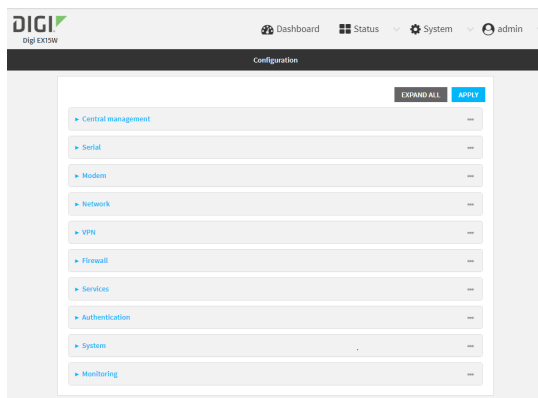 DIGI
Digi EX15W
Dashboard Status System admin
Configuration
EXPAND ALL APPLY
Central management
Serial
Modem
Network
VPN
Firewall
Services
Authentication
System
Monitoring